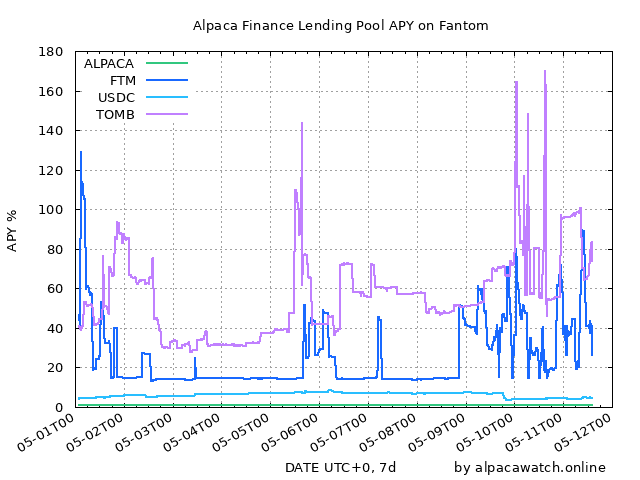 Alpaca Finance Lending Pool APY on Fantom
180
160
140
120
100
80
60
40
20
0
APY %
ALPACA
FTM
USDC
TOMB
05-01T00
05-02T00
05-03T00
05-04T00
05-05T00
05-06T00
05-07T00
05-08T00
05-09T00
05-10T00
05-11T00
05-12T00
DATE UTC+0, 7d
by alpacawatch.online